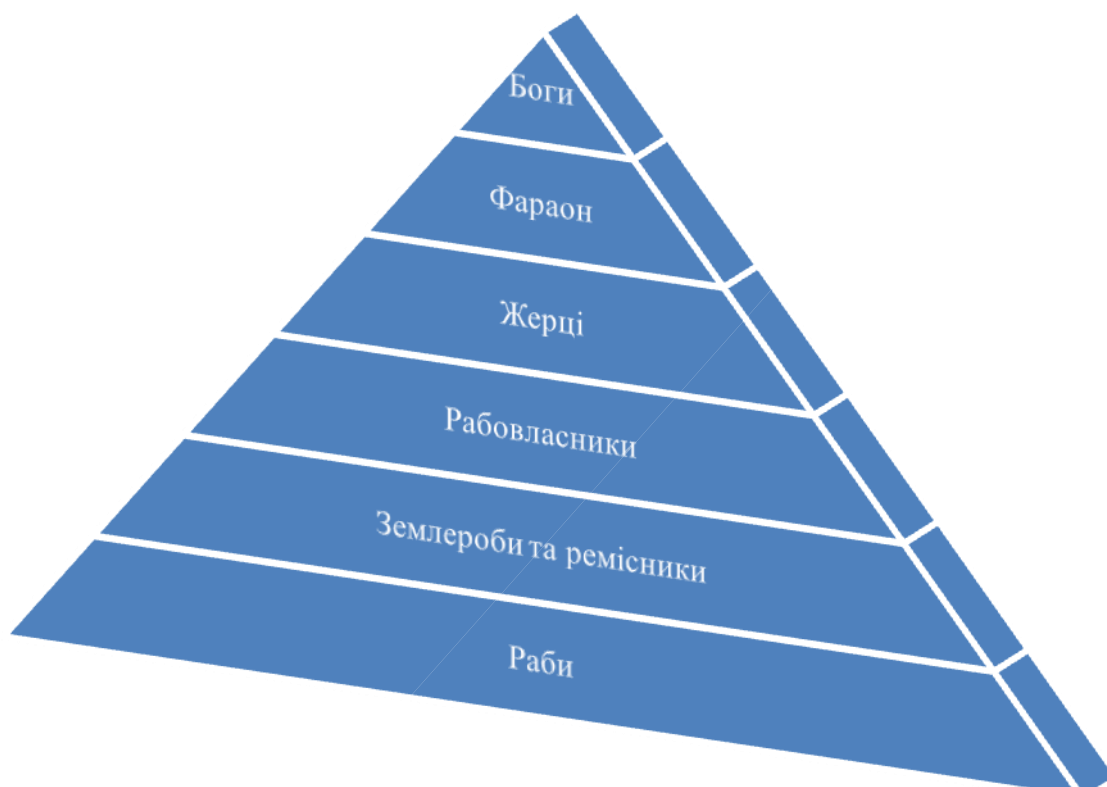 Боги
Фараон
Жерці
Рабовласники
Землероби та ремісники
Раби